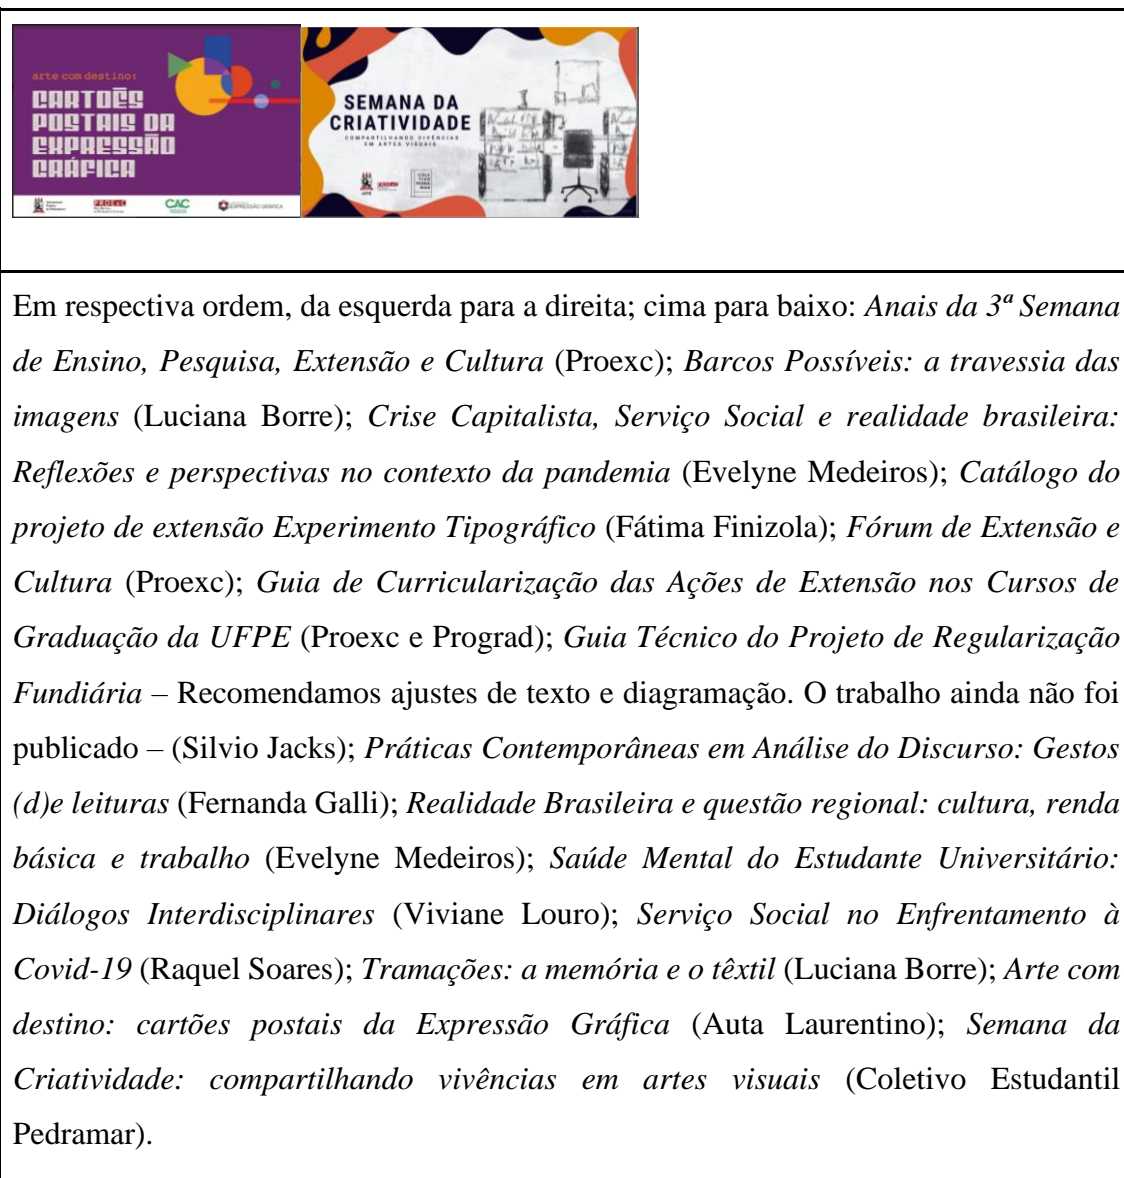 arte com destino:
CARTOẼS
POSTAIS DA
EXPRESSÃO
GRÁFICA
PROExC
CAC
EXPRESSÃO GRÁFICA
SEMANA DA
CRIATIVIDADE
COMPARTILHANDO VIVÊNCIAS
EM ARTES VISUAIS
UFPE
Em respectiva ordem, da esquerda para a direita; cima para baixo: Anais da 3ª Semana
de Ensino, Pesquisa, Extensão e Cultura (Proexc); Barcos Possíveis: a travessia das
imagens (Luciana Borre); Crise Capitalista, Serviço Social e realidade brasileira:
Reflexões e perspectivas no contexto da pandemia (Evelyne Medeiros); Catálogo do
projeto de extensão Experimento Tipográfico (Fátima Finizola); Fórum de Extensão e
Cultura (Proexc); Guia de Curricularização das Ações de Extensão nos Cursos de
Graduação da UFPE (Proexc e Prograd); Guia Técnico do Projeto de Regularização
Fundiária – Recomendamos ajustes de texto e diagramação. O trabalho ainda não foi
publicado – (Silvio Jacks); Práticas Contemporâneas em Análise do Discurso: Gestos
(d)e leituras (Fernanda Galli); Realidade Brasileira e questão regional: cultura, renda
básica e trabalho (Evelyne Medeiros); Saúde Mental do Estudante Universitário:
Diálogos Interdisciplinares (Viviane Louro); Serviço Social no Enfrentamento à
Covid-19 (Raquel Soares); Tramações: a memória e o têxtil (Luciana Borre); Arte com
destino: cartões postais da Expressão Gráfica (Auta Laurentino); Semana da
Criatividade: compartilhando vivências em artes visuais (Coletivo Estudantil
Pedramar).